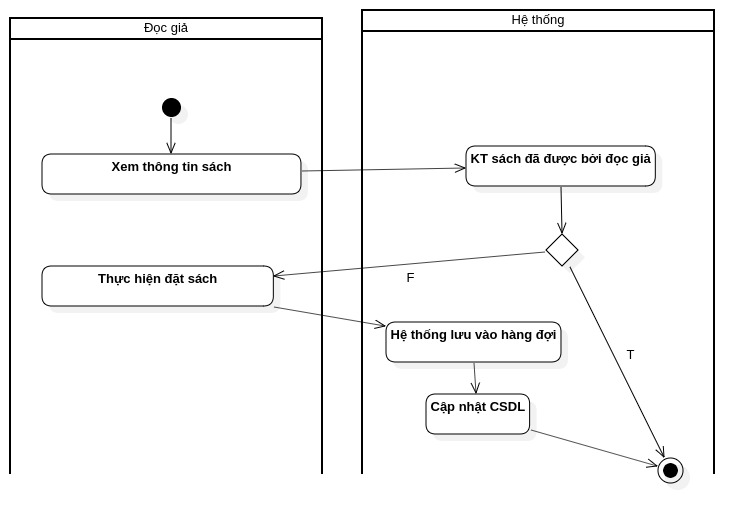 Đọc giả
Hệ thống
Xem thông tin sách
KT sách đã được bởi đọc giả
Thực hiện đặt sách
F
Hệ thống lưu vào hàng đợi
T
Cập nhật CSDL